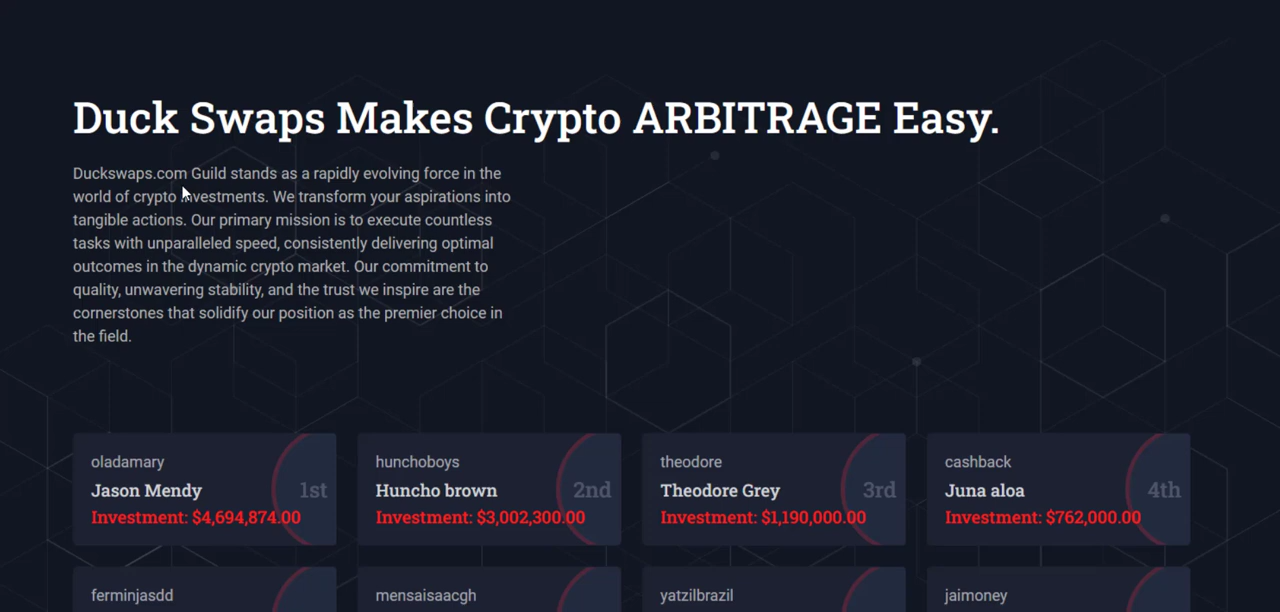 Duck Swaps Makes Crypto ARBITRAGE Easy.
Duckswaps.com Guild stands as a rapidly evolving force in the
world of crypto investments. We transform your aspirations into
tangible actions. Our primary mission is to execute countless
tasks with unparalleled speed, consistently delivering optimal
outcomes in the dynamic crypto market. Our commitment to
quality, unwavering stability, and the trust we inspire are the
cornerstones that solidify our position as the premier choice in
the field.
oladamary
Jason Mendy
1st
Investment: $4,694,874.00
hunchoboys
Huncho brown
2nd
Investment: $3,002,300.00
theodore
Theodore Grey
3rd
Investment: $1,190,000.00
cashback
Juna aloa
4th
Investment: $762,000.00
ferminjasdd
mensaisaacgh
yatzilbrazil
jaimoney